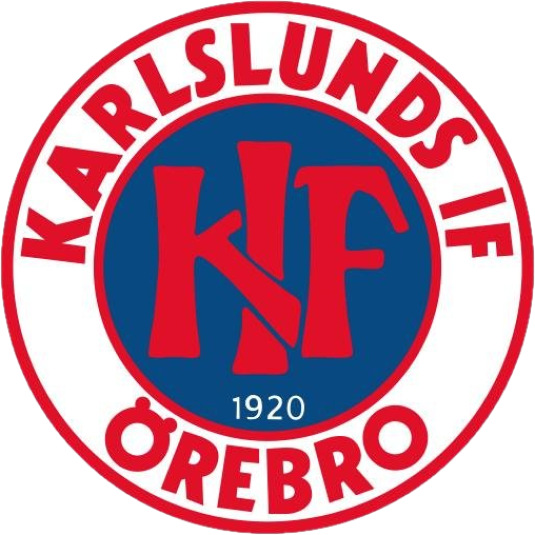 KARLSLUNDS IF
KIF
1920
ÖREBRO